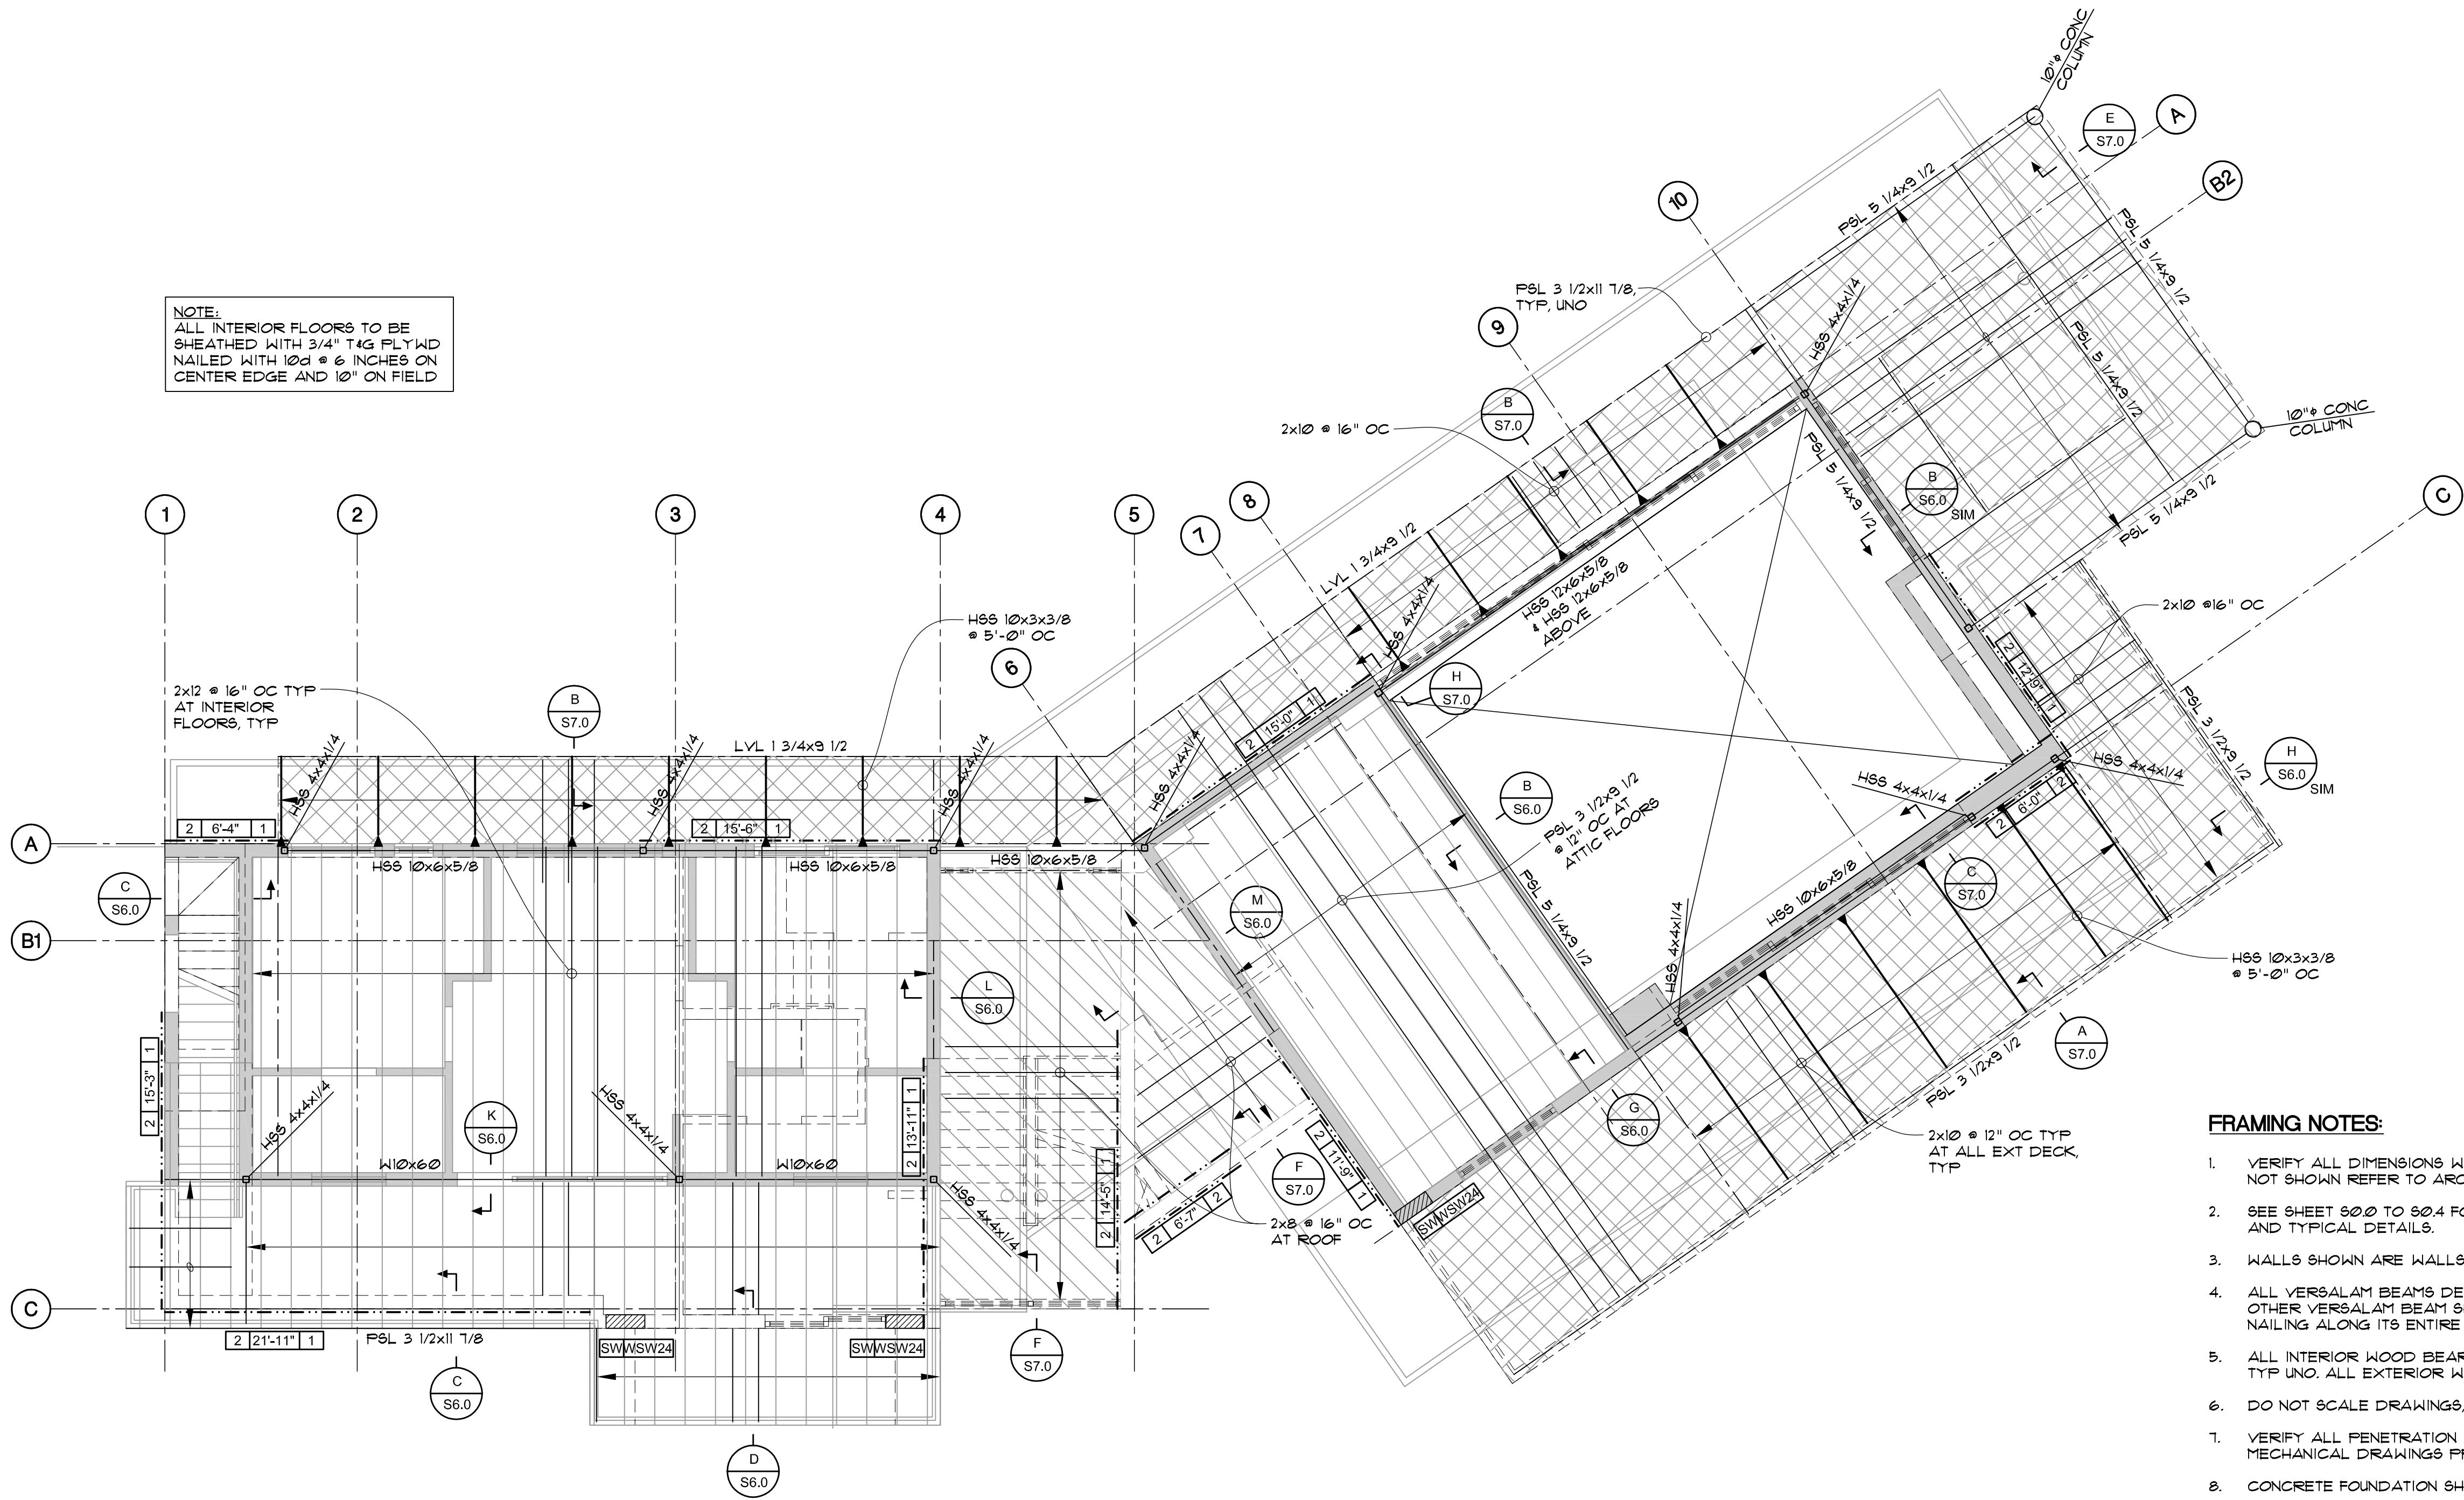 NOTE:
ALL INTERIOR FLOORS TO BE
SHEATHED WITH 3/4" T&G PLYWD
NAILED WITH 10d @ 6 INCHES ON
CENTER EDGE AND 10" ON FIELD
10"ϕ CONC
COLUMN
E
S7.0
A
B2
10
PSL 5 1/4x9 1/2
PSL 5 1/4x9 1/2
PSL 5 1/4x9 1/2
PSL 3 1/2x11 7/8,
TYP, UNO
HSS 4x4x1/4
9
B
S7.0
2x10 @ 16" OC
10"ϕ CONC
COLUMN
PSL 5 1/4x9 1/2
PSL 5 1/4x9 1/2
B
S6.0
SIM
C
1
2
3
4
5
7
8
6
LVL 1 3/4x9 1/2
HSS 12x6x5/8
& HSS 12x6x5/8
ABOVE
HSS 4x4x1/4
HSS 10x3x3/8
@ 5'-0" OC
2x10 @16" OC
2 12'-9" 1
PSL 3 1/2x9 1/2
2x12 @ 16" OC TYP
AT INTERIOR
FLOORS, TYP
B
S7.0
LVL 1 3/4x9 1/2
H
S7.0
2 15'-0" 1
HSS 4x4x1/4
HSS 4x4x1/4
HSS 4x4x1/4
HSS 4x4x1/4
H
S6.0
SIM
HSS 4x4x1/4
HSS 4x4x1/4
2 6'-0" 2
B
S6.0
PSL 3 1/2x9 1/2
@ 12" OC AT
ATTIC FLOORS
A
2 6'-4" 1
2 15'-6" 1
HSS 10x6x5/8
HSS 10x6x5/8
HSS 10x6x5/8
C
S6.0
B1
M
S6.0
PSL 5 1/4x9 1/2
HSS 10x6x5/8
HSS 4x4x1/4
C
S7.0
HSS 10x3x3/8
@ 5'-0" OC
L
S6.0
A
S7.0
2 15'-3" 1
HSS 4x4x1/4
K
S6.0
HSS 4x4x1/4
2 13'-11" 1
W10x60
W10x60
HSS 4x4x1/4
2 14'-5" 1
2 6'-7" 2
F
S7.0
2 11'-9" 1
2x8 @ 16" OC
AT ROOF
SW WSW24
G
S6.0
PSL 3 1/2x9 1/2
2x10 @ 12" OC TYP
AT ALL EXT DECK,
TYP
C
2 21'-11" 1
PSL 3 1/2x11 7/8
C
S6.0
SW WSW24
SW WSW24
F
S7.0
D
S6.0
FRAMING NOTES:
1. VERIFY ALL DIMENSIONS
NOT SHOWN REFER TO
2. SEE SHEET S0.0 TO S0.4
AND TYPICAL DETAILS.
3. WALLS SHOWN ARE WALLS
4. ALL VERSALAM BEAMS
OTHER VERSALAM BEAM
NAILING ALONG ITS ENTIRE
5. ALL INTERIOR WOOD
TYP UNO. ALL EXTERIOR
6. DO NOT SCALE DRAWINGS,
7. VERIFY ALL PENETRATION
MECHANICAL DRAWINGS
8. CONCRETE FOUNDATION